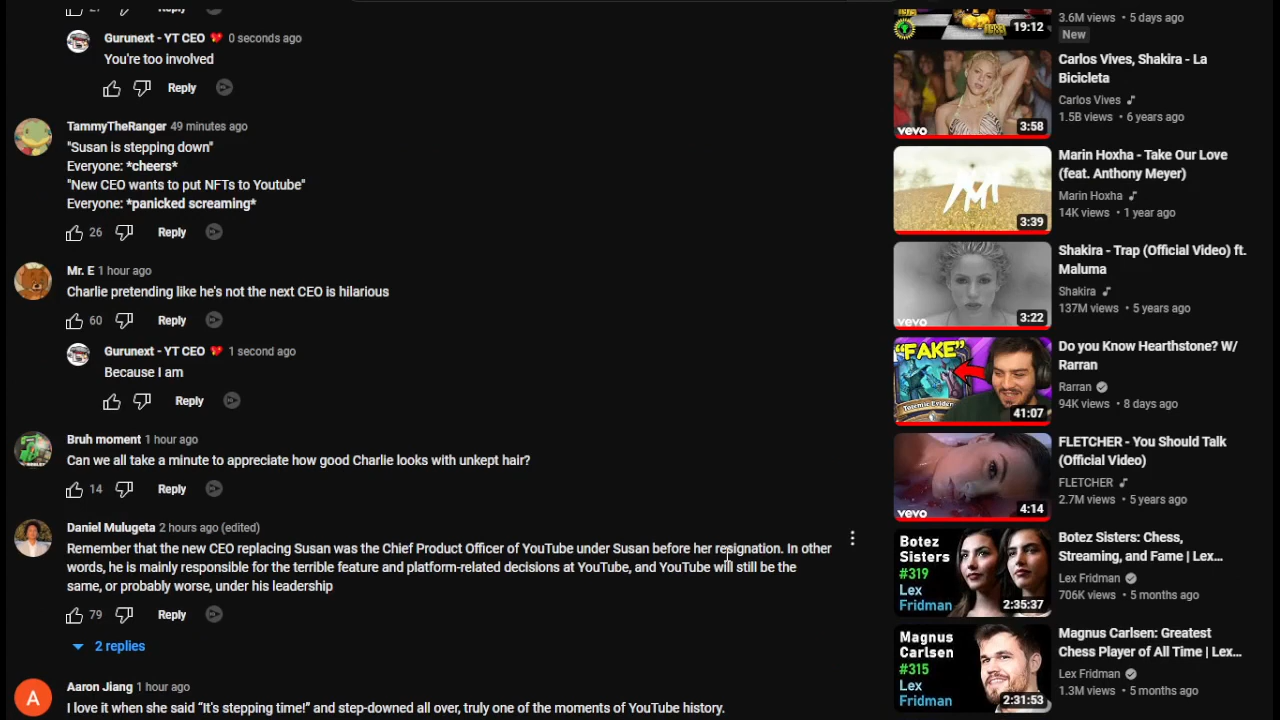 27 Reply
Gurunext - YT CEO 0 seconds ago
You're too involved
Reply
TammyTheRanger 49 minutes ago
"Susan is stepping down"
Everyone: *cheers*
"New CEO wants to put NFTs to Youtube"
Everyone: *panicked screaming*
26 Reply
Mr. E 1 hour ago
Charlie pretending like he's not the next CEO is hilarious
60 Reply
Gurunext - YT CEO 1 second ago
Because I am
Reply
Bruh moment 1 hour ago
Can we all take a minute to appreciate how good Charlie looks with unkept hair?
14 Reply
Daniel Mulugeta 2 hours ago (edited)
Remember that the new CEO replacing Susan was the Chief Product Officer of YouTube under Susan before her resignation. In other
words, he is mainly responsible for the terrible feature and platform-related decisions at YouTube, and YouTube will still be the
same, or probably worse, under his leadership
79 Reply
2 replies
A
Aaron Jiang 1 hour ago
I love it when she said “It's stepping time!” and step-downed all over, truly one of the moments of YouTube history.
19:12
3.6M views • 5 days ago
New
vevo
3:58
Carlos Vives, Shakira - La
Bicicleta
Carlos Vives
1.5B views • 6 years ago
3:39
Marin Hoxha - Take Our Love
(feat. Anthony Meyer)
Marin Hoxha
14K views • 1 year ago
vevo
3:22
Shakira - Trap (Official Video) ft.
Maluma
Shakira
137M views • 5 years ago
"FAKE"
Totemic Evidence
41:07
Do you Know Hearthstone? W/
Rarran
Rarran
94K views • 8 days ago
vevo
4:14
FLETCHER - You Should Talk
(Official Video)
FLETCHER
2.7M views • 5 years ago
Botez
Sisters
#319
Lex
Fridman
2:35:37
Botez Sisters: Chess,
Streaming, and Fame | Lex...
Lex Fridman
706K views • 5 months ago
Magnus
Carlsen
#315
Lex
Fridman
2:31:53
Magnus Carlsen: Greatest
Chess Player of All Time | Lex...
Lex Fridman
1.3M views • 5 months ago